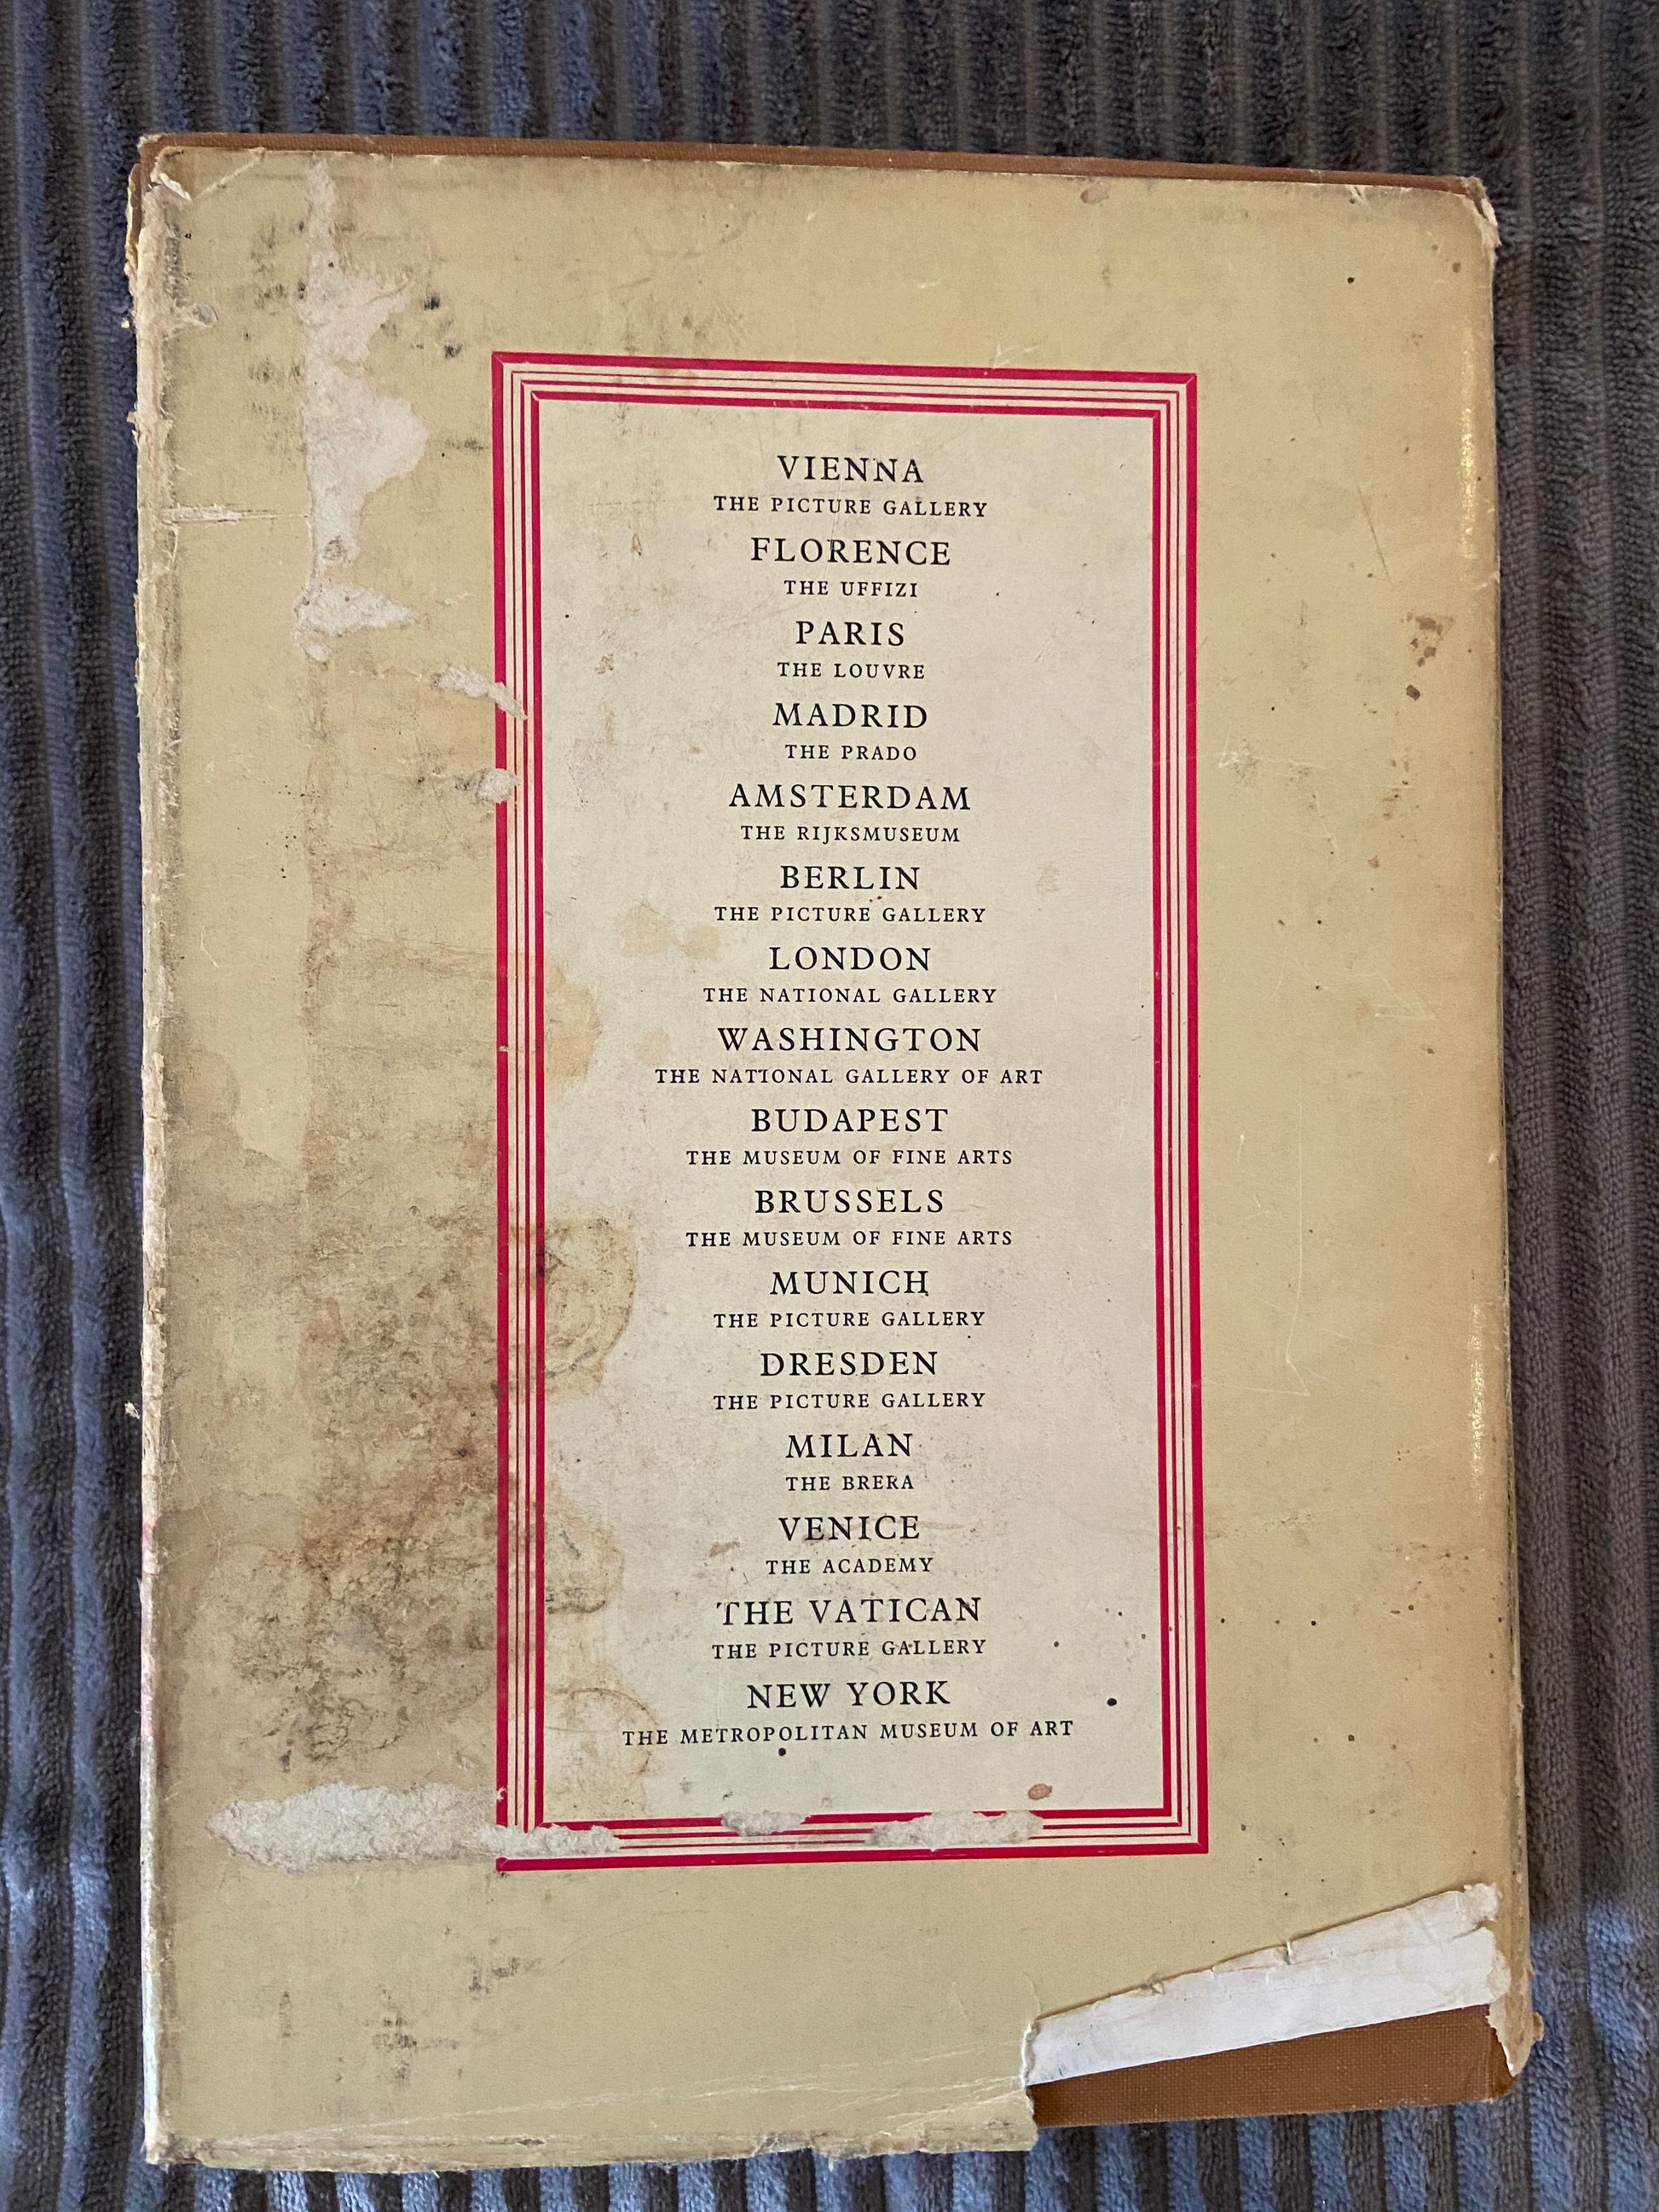 VIENNA
THE PICTURE GALLERY
FLORENCE
THE UFFIZI
PARIS
THE LOUVRE
MADRID
THE PRADO
AMSTERDAM
THE RIJKSMUSEUM
BERLIN
THE PICTURE GALLERY
LONDON
THE NATIONAL GALLERY
WASHINGTON
THE NATIONAL GALLERY OF ART
BUDAPEST
THE MUSEUM OF FINE ARTS
BRUSSELS
THE MUSEUM OF FINE ARTS
MUNICH
THE PICTURE GALLERY
DRESDEN
THE PICTURE GALLERY
MILAN
THE BRERA
VENICE
THE ACADEMY
THE VATICAN
THE PICTURE GALLERY
NEW YORK
THE METROPOLITAN MUSEUM OF ART